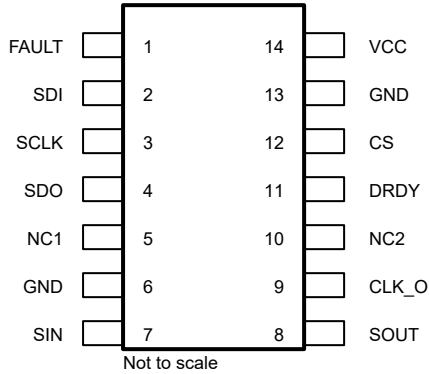 FAULT 1 14 VCC
SDI 2 13 GND
SCLK 3 12 CS
SDO 4 11 DRDY
NC1 5 10 NC2
GND 6 9 CLK_O
SIN 7 8 SOUT
Not to scale